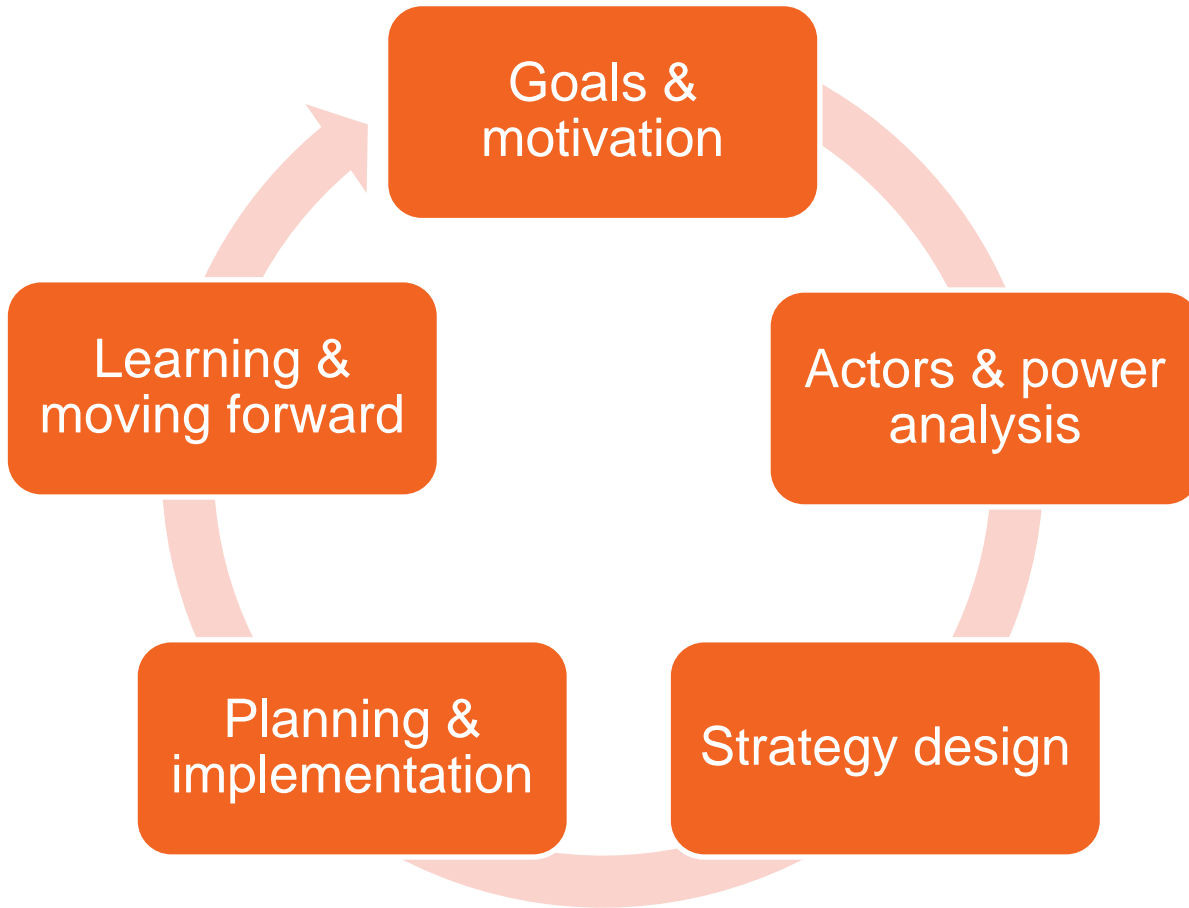 Goals &
motivation
Actors & power
analysis
Strategy design
Planning &
implementation
Learning &
moving forward